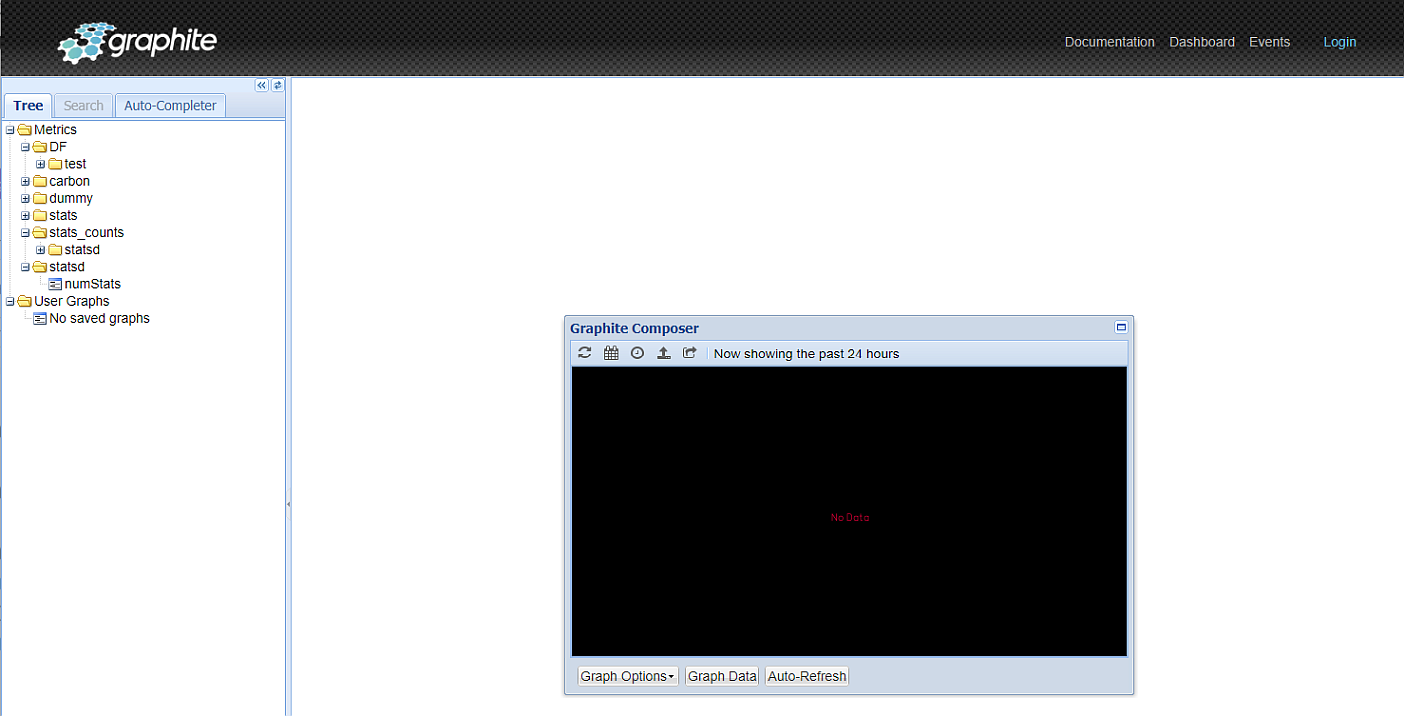 graphite
Documentation Dashboard Events Login
Tree Search Auto-Completer
Metrics
DF
test
carbon
dummy
stats
stats_counts
statsd
statsd
numStats
User Graphs
No saved graphs
Graphite Composer
Now showing the past 24 hours
No Data
Graph Options Graph Data Auto-Refresh